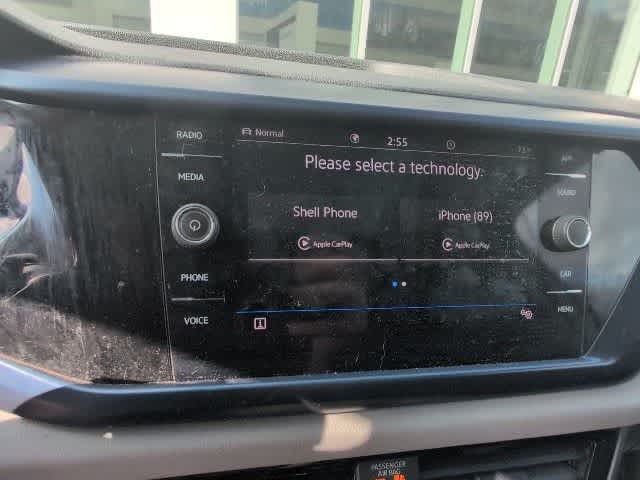 RADIO
MEDIA
PHONE
VOICE
Normal
2:55
Please select a technology.
Shell Phone
iPhone (89)
Apple CarPlay
Apple CarPlay
APP
SOUND
CAR
MENU
PASSENGER
AIR BAG